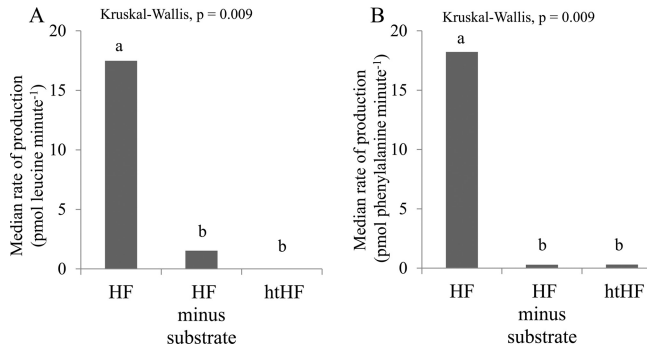 A
Kruskal-Wallis, p = 0.009
Median rate of production
(pmol leucine minute-1)
20
15
10
5
0
a
b
b
HF
HF
minus
substrate
htHF
B
Kruskal-Wallis, p = 0.009
Median rate of production
(pmol phenylalanine minute-1)
20
15
10
5
0
a
b
b
HF
HF
minus
substrate
htHF